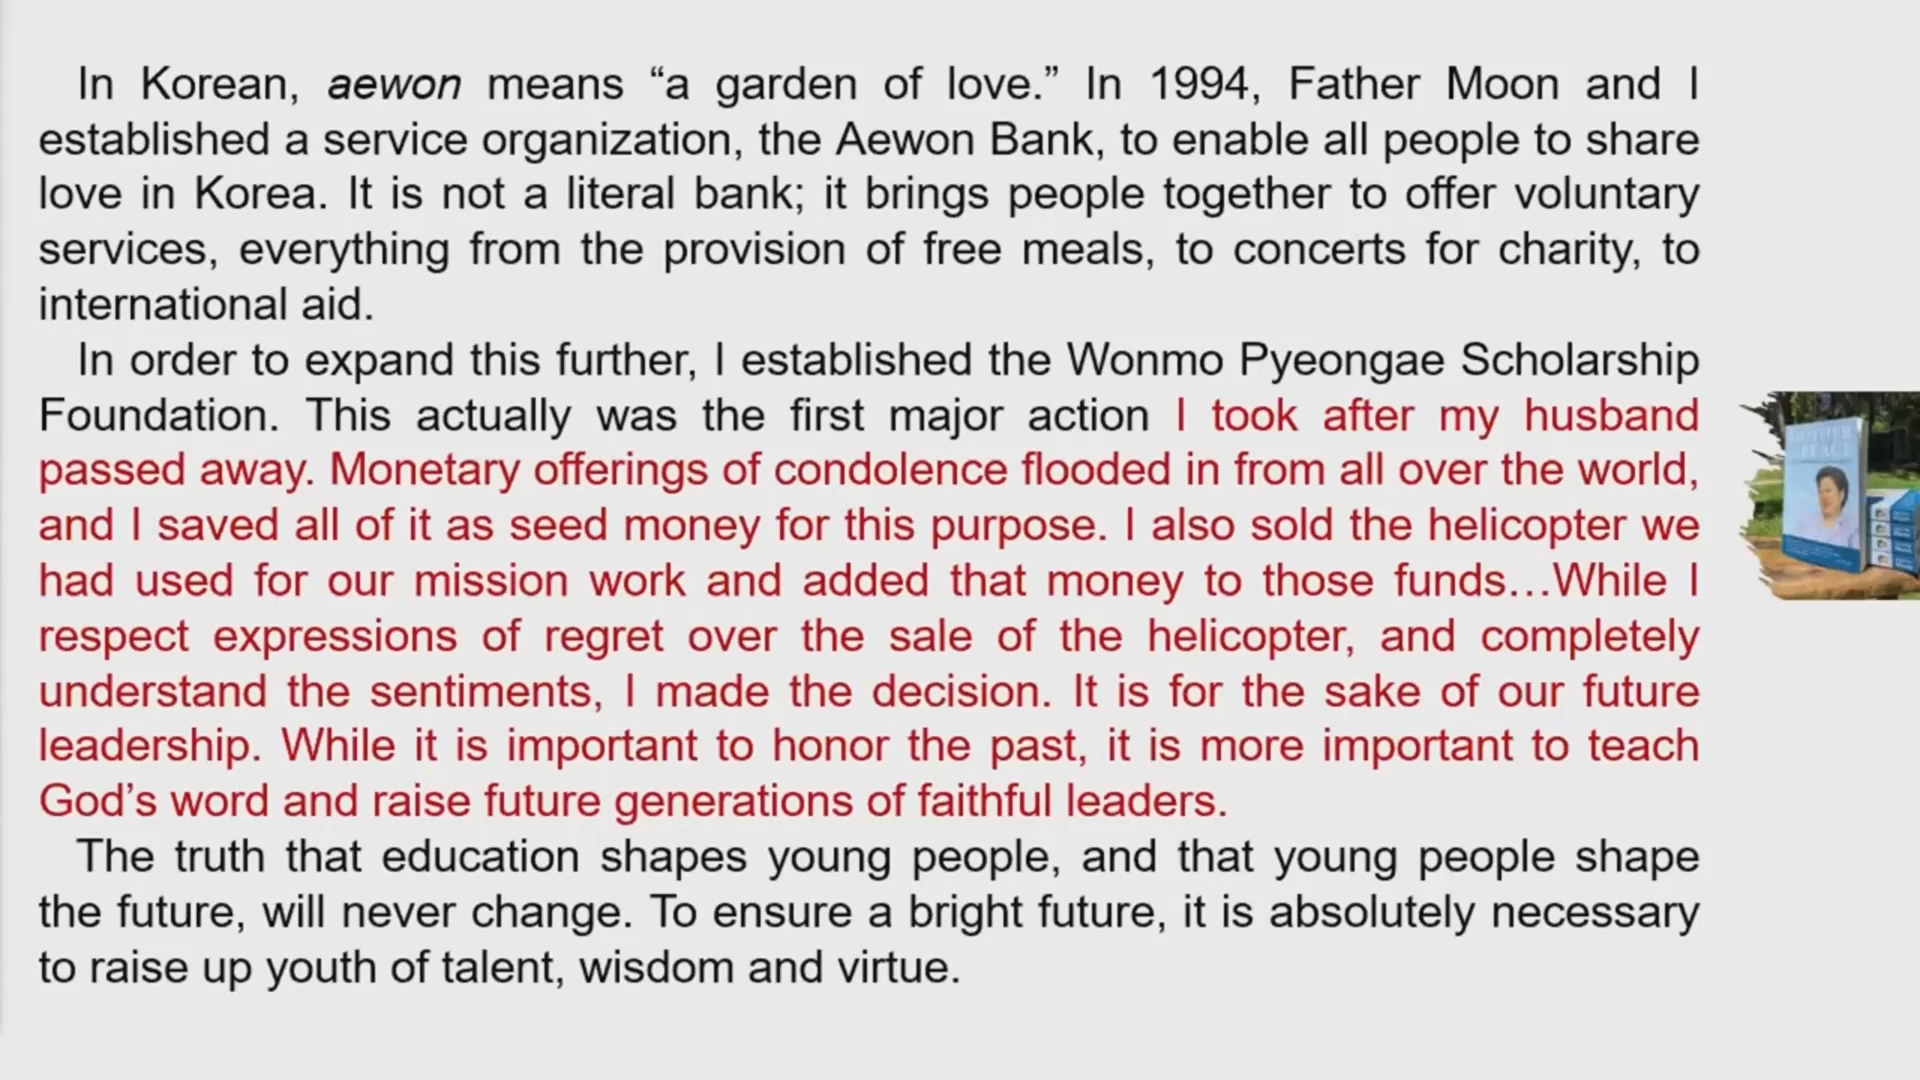 In Korean, aewon means “a garden of love.” In 1994, Father Moon and I
established a service organization, the Aewon Bank, to enable all people to share
love in Korea. It is not a literal bank; it brings people together to offer voluntary
services, everything from the provision of free meals, to concerts for charity, to
international aid.
In order to expand this further, I established the Wonmo Pyeongae Scholarship
Foundation. This actually was the first major action I took after my husband
passed away. Monetary offerings of condolence flooded in from all over the world,
and I saved all of it as seed money for this purpose. I also sold the helicopter we
had used for our mission work and added that money to those funds…While I
respect expressions of regret over the sale of the helicopter, and completely
understand the sentiments, I made the decision. It is for the sake of our future
leadership. While it is important to honor the past, it is more important to teach
God’s word and raise future generations of faithful leaders.
The truth that education shapes young people, and that young people shape
the future, will never change. To ensure a bright future, it is absolutely necessary
to raise up youth of talent, wisdom and virtue.